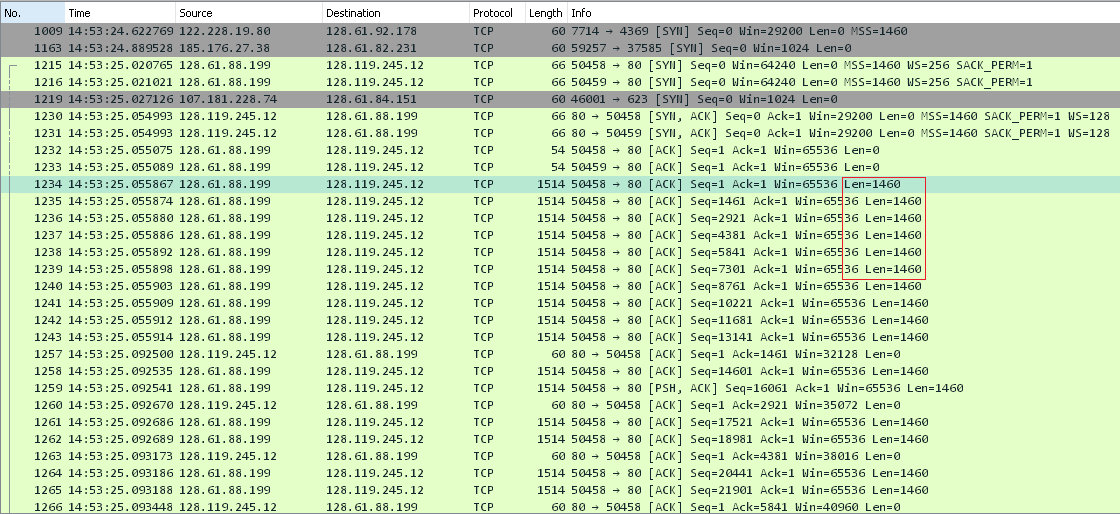 No. Time Source Destination Protocol Length Info
1009 14:53:24.622769 122.228.19.80 128.61.92.178 TCP 60 7714 → 4369 [SYN] Seq=0 Win=29200 Len=0 MSS=1460
1163 14:53:24.889528 185.176.27.38 128.61.82.231 TCP 60 59257 → 37585 [SYN] Seq=0 Win=1024 Len=0
1215 14:53:25.020765 128.61.88.199 128.119.245.12 TCP 66 50458 → 80 [SYN] Seq=0 Win=64240 Len=0 MSS=1460 WS=256 SACK_PERM=1
1216 14:53:25.021021 128.61.88.199 128.119.245.12 TCP 66 50459 → 80 [SYN] Seq=0 Win=64240 Len=0 MSS=1460 WS=256 SACK_PERM=1
1219 14:53:25.027126 107.181.228.74 128.61.84.151 TCP 60 46001 → 623 [SYN] Seq=0 Win=1024 Len=0
1230 14:53:25.054993 128.119.245.12 128.61.88.199 TCP 66 80 → 50458 [SYN, ACK] Seq=0 Ack=1 Win=29200 Len=0 MSS=1460 SACK_PERM=1 WS=128
1231 14:53:25.054993 128.119.245.12 128.61.88.199 TCP 66 80 → 50459 [SYN, ACK] Seq=0 Ack=1 Win=29200 Len=0 MSS=1460 SACK_PERM=1 WS=128
1232 14:53:25.055075 128.61.88.199 128.119.245.12 TCP 54 50458 → 80 [ACK] Seq=1 Ack=1 Win=65536 Len=0
1233 14:53:25.055089 128.61.88.199 128.119.245.12 TCP 54 50459 → 80 [ACK] Seq=1 Ack=1 Win=65536 Len=0
1234 14:53:25.055867 128.61.88.199 128.119.245.12 TCP 1514 50458 → 80 [ACK] Seq=1 Ack=1 Win=65536 Len=1460
1235 14:53:25.055874 128.61.88.199 128.119.245.12 TCP 1514 50458 → 80 [ACK] Seq=1461 Ack=1 Win=65536 Len=1460
1236 14:53:25.055880 128.61.88.199 128.119.245.12 TCP 1514 50458 → 80 [ACK] Seq=2921 Ack=1 Win=65536 Len=1460
1237 14:53:25.055886 128.61.88.199 128.119.245.12 TCP 1514 50458 → 80 [ACK] Seq=4381 Ack=1 Win=65536 Len=1460
1238 14:53:25.055892 128.61.88.199 128.119.245.12 TCP 1514 50458 → 80 [ACK] Seq=5841 Ack=1 Win=65536 Len=1460
1239 14:53:25.055898 128.61.88.199 128.119.245.12 TCP 1514 50458 → 80 [ACK] Seq=7301 Ack=1 Win=65536 Len=1460
1240 14:53:25.055903 128.61.88.199 128.119.245.12 TCP 1514 50458 → 80 [ACK] Seq=8761 Ack=1 Win=65536 Len=1460
1241 14:53:25.055909 128.61.88.199 128.119.245.12 TCP 1514 50458 → 80 [ACK] Seq=10221 Ack=1 Win=65536 Len=1460
1242 14:53:25.055912 128.61.88.199 128.119.245.12 TCP 1514 50458 → 80 [ACK] Seq=11681 Ack=1 Win=65536 Len=1460
1243 14:53:25.055914 128.61.88.199 128.119.245.12 TCP 1514 50458 → 80 [ACK] Seq=13141 Ack=1 Win=65536 Len=1460
1257 14:53:25.092500 128.119.245.12 128.61.88.199 TCP 60 80 → 50458 [ACK] Seq=1 Ack=1461 Win=32128 Len=0
1258 14:53:25.092535 128.61.88.199 128.119.245.12 TCP 1514 50458 → 80 [ACK] Seq=14601 Ack=1 Win=65536 Len=1460
1259 14:53:25.092541 128.61.88.199 128.119.245.12 TCP 1514 50458 → 80 [PSH, ACK] Seq=16061 Ack=1 Win=65536 Len=1460
1260 14:53:25.092670 128.119.245.12 128.61.88.199 TCP 60 80 → 50458 [ACK] Seq=1 Ack=2921 Win=35072 Len=0
1261 14:53:25.092686 128.61.88.199 128.119.245.12 TCP 1514 50458 → 80 [ACK] Seq=17521 Ack=1 Win=65536 Len=1460
1262 14:53:25.092689 128.61.88.199 128.119.245.12 TCP 1514 50458 → 80 [ACK] Seq=18981 Ack=1 Win=65536 Len=1460
1263 14:53:25.093173 128.119.245.12 128.61.88.199 TCP 60 80 → 50458 [ACK] Seq=1 Ack=4381 Win=38016 Len=0
1264 14:53:25.093186 128.61.88.199 128.119.245.12 TCP 1514 50458 → 80 [ACK] Seq=20441 Ack=1 Win=65536 Len=1460
1265 14:53:25.093188 128.61.88.199 128.119.245.12 TCP 1514 50458 → 80 [ACK] Seq=21901 Ack=1 Win=65536 Len=1460
1266 14:53:25.093448 128.119.245.12 128.61.88.199 TCP 60 80 → 50458 [ACK] Seq=1 Ack=5841 Win=40960 Len=0